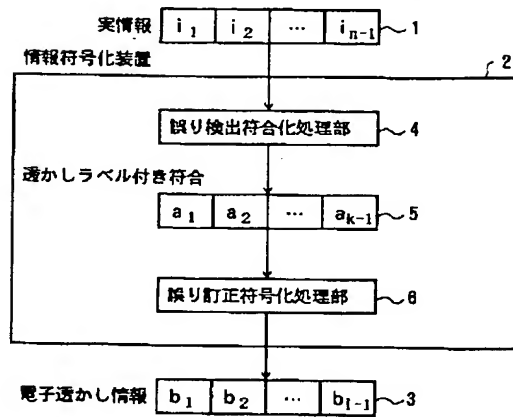 実情報 i₁ i₂ … iₙ₋₁ 1
情報符号化装置 2
誤り検出符合化処理部 4
透かしラベル付き符合
a₁ a₂ … aₖ₋₁ 5
誤り訂正符号化処理部 6
電子透かし情報 b₁ b₂ … bₗ₋₁ 3